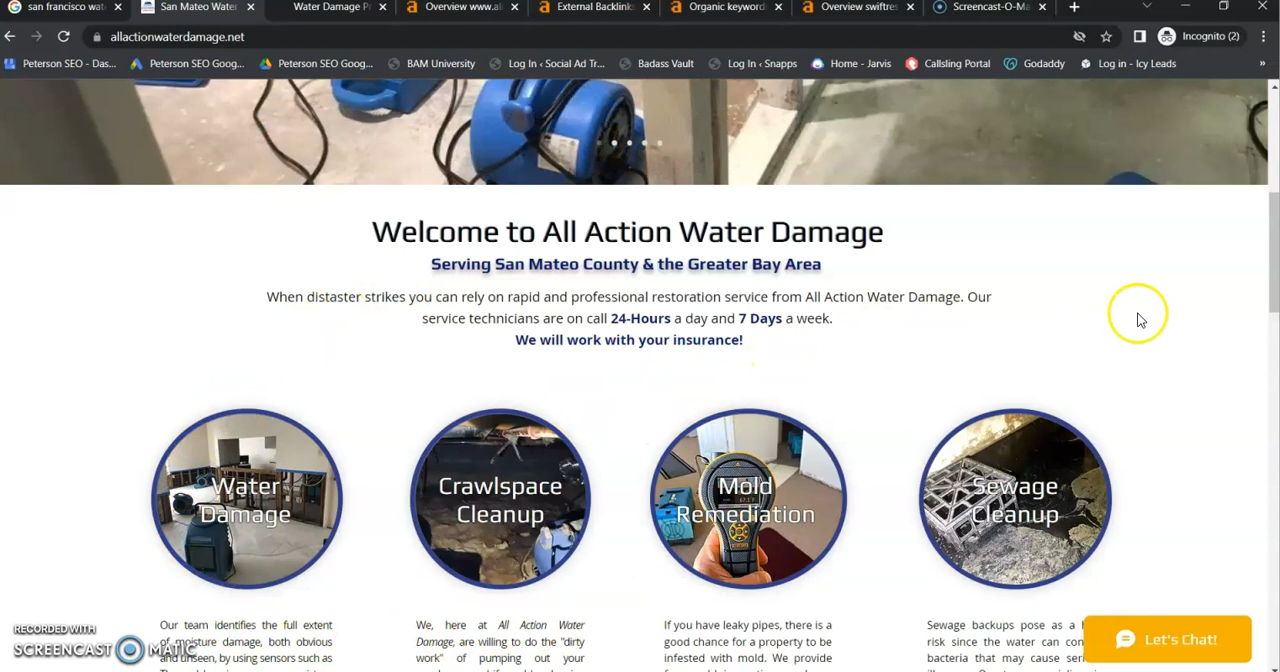 san francisco wat
San Mateo Water
Water Damage P
Overview www.al
External Backlinks
Organic keyword
Overview swiftres
Screencast-O-Ma
allactionwaterdamage.net
Incognito (2)
Peterson SEO - Das...
Peterson SEO Goog...
Peterson SEO Goog...
BAM University
Log In ‹ Social Ad Tr...
Badass Vault
Log In ‹ Snapps
Home - Jarvis
Callsling Portal
Godaddy
Log in - Icy Leads
Welcome to All Action Water Damage
Serving San Mateo County & the Greater Bay Area
When distaster strikes you can rely on rapid and professional restoration service from All Action Water Damage. Our
service technicians are on call 24-Hours a day and 7 Days a week.
We will work with your insurance!
Water
Damage
Crawlspace
Cleanup
Mold
Remediation
Sewage
Cleanup
Our team identifies the full extent
of moisture damage, both obvious
and unseen, by using sensors such as
We, here at All Action Water
Damage, are willing to do the "dirty
work" of pumping out your
If you have leaky pipes, there is a
good chance for a property to be
infested with mold. We provide
Sewage backups pose as a
risk since the water can con
bacteria that may cause
Let's Chat!
RECORDED WITH
SCREENCAST MATIC